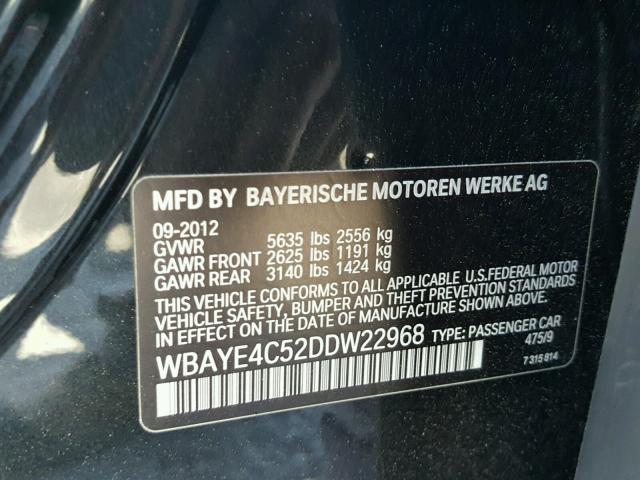 MFD BY BAYERISCHE MOTOREN WERKE AG
09-2012
GVWR 5635 lbs 2556 kg
GAWR FRONT 2625 lbs 1191 kg
GAWR REAR 3140 lbs 1424 kg
THIS VEHICLE CONFORMS TO ALL APPLICABLE U.S.FEDERAL MOTOR
VEHICLE SAFETY, BUMPER AND THEFT PREVENTION STANDARDS
IN EFFECT ON THE DATE OF MANUFACTURE SHOWN ABOVE.
WBAYE4C52DDW22968 TYPE: PASSENGER CAR
475/9
7 315 814